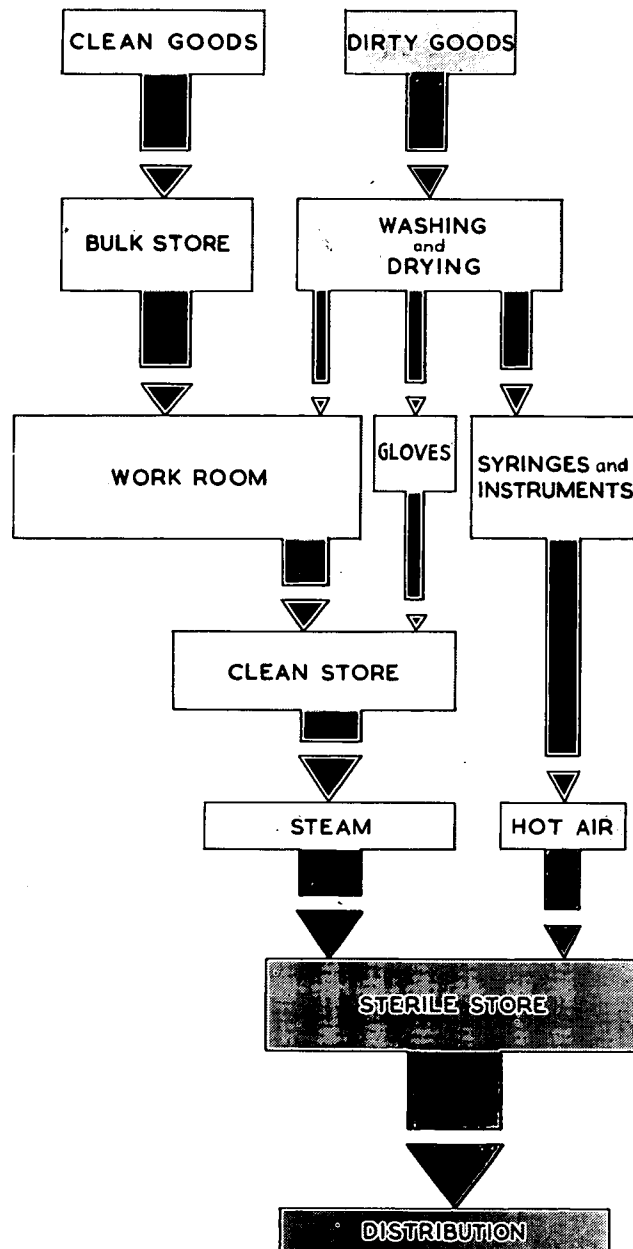 CLEAN GOODS
DIRTY GOODS
BULK STORE
WASHING
and
DRYING
WORK ROOM
GLOVES
SYRINGES and
INSTRUMENTS
CLEAN STORE
STEAM
HOT AIR
STERILE STORE
DISTRIBUTION